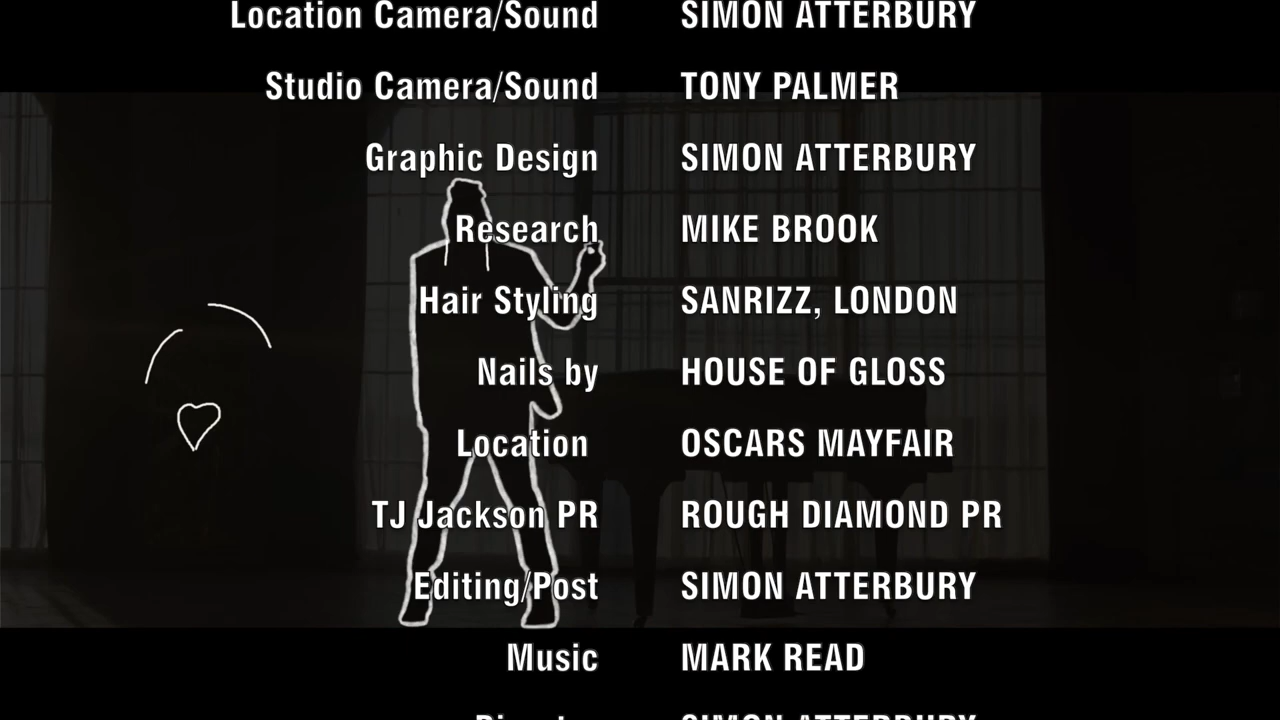 Location Camera/Sound SIMON ATTERBURY
Studio Camera/Sound TONY PALMER
Graphic Design SIMON ATTERBURY
Research MIKE BROOK
Hair Styling SANRIZZ, LONDON
Nails by HOUSE OF GLOSS
Location OSCARS MAYFAIR
TJ Jackson PR ROUGH DIAMOND PR
Editing/Post SIMON ATTERBURY
Music MARK READ
SIMON ATTERBURY